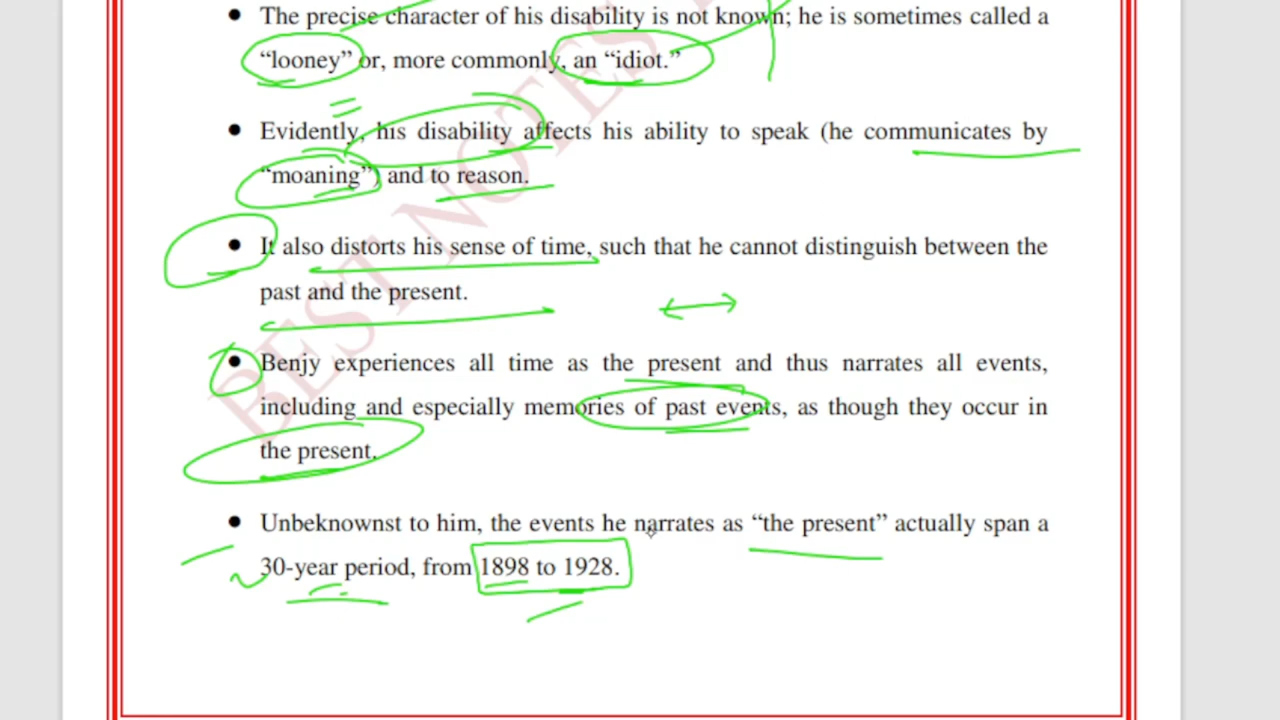 • The precise character of his disability is not known; he is sometimes called a
“looney” or, more commonly, an “idiot.”
• Evidently, his disability affects his ability to speak (he communicates by
“moaning”) and to reason.
• It also distorts his sense of time, such that he cannot distinguish between the
past and the present.
• Benjy experiences all time as the present and thus narrates all events,
including and especially memories of past events, as though they occur in
the present.
• Unbeknownst to him, the events he narrates as “the present” actually span a
30-year period, from 1898 to 1928.
BEST NOTES